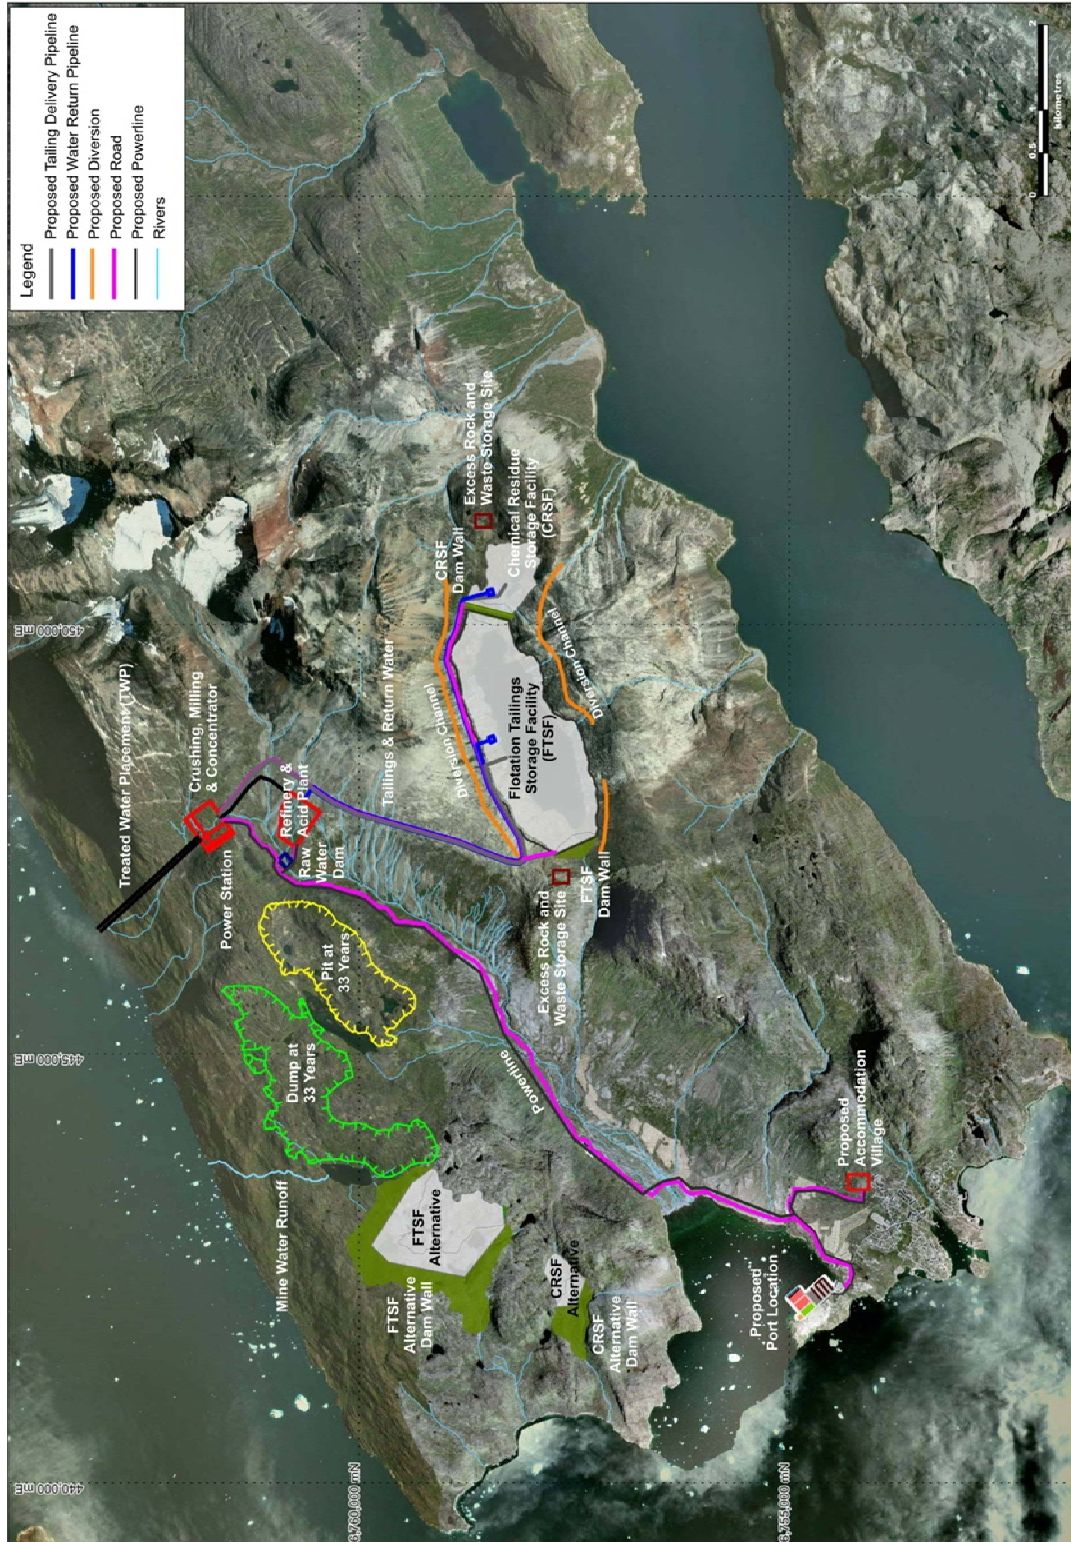 Legend
Proposed Tailing Delivery Pipeline
Proposed Water Return Pipeline
Proposed Diversion
Proposed Road
Proposed Powerline
Rivers
Treated Water Placement (TWP)
Crushing, Milling
& Concentrator
Power Station
Refinery &
Acid Plant
Raw
Water
Dam
Pit at
33 Years
Dump at
33 Years
Mine Water Runoff
Tailings & Return Water
CRSF
Dam Wall
Excess Rock and
Waste Storage Site
Chemical Residue
Storage Facility
(CRSF)
Diversion Channel
Flotation Tailings
Storage Facility
(FTSF)
Diversion Channel
FTSF
Dam Wall
Excess Rock and
Waste Storage Site
Powerline
FTSF
Alternative
FTSF
Alternative
Dam Wall
CRSF
Alternative
CRSF
Alternative
Dam Wall
Proposed
Port Location
Proposed
Accommodation
Village
450,000 mE
445,000 mE
440,000 mE
6,760,000 mN
6,755,000 mN
0
0.5
1
2
kilometres